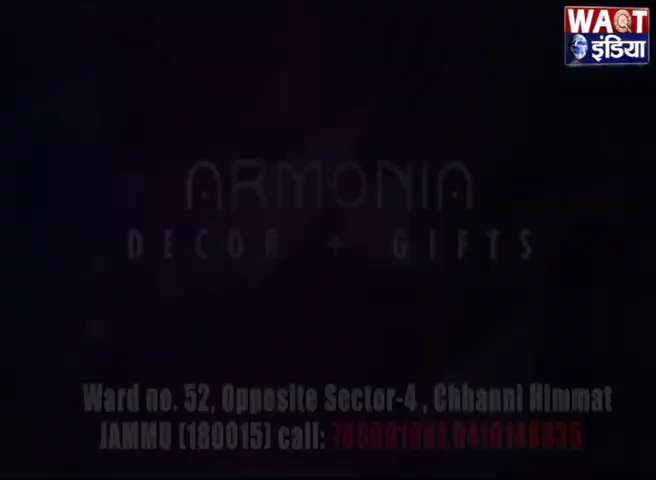 WAQT
इंडिया
ARMONIA
DECOR + GIFTS
Ward no. 52, Opposite Sector-4 , Chhanni Himmat
JAMMU (180015) call: